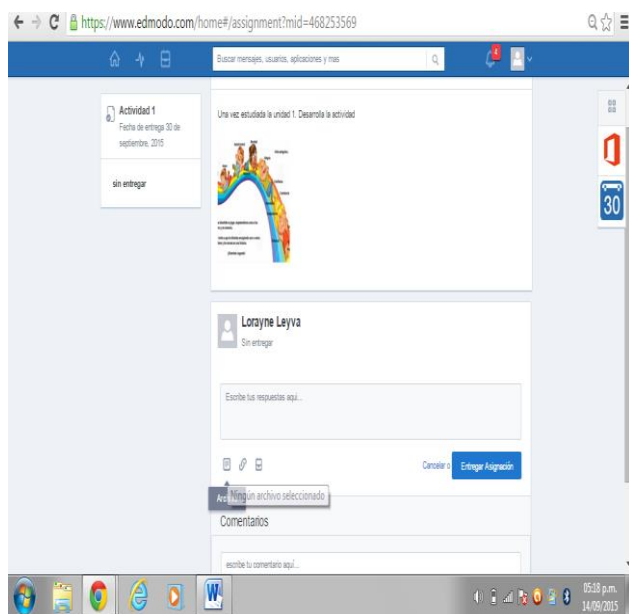 https://www.edmodo.com/home#/assignment?mid=468253569
Buscar mensajes, usuarios, aplicaciones y mas
4
Actividad 1
Fecha de entrega 30 de
septiembre, 2015
sin entregar
Una vez estudiada la unidad 1. Desarrolla la actividad
30
Lorayne Leyva
Sin entregar
Escribe tus respuestas aquí...
Cancelar o
Entregar Asignación
Ningún archivo seleccionado
Comentarios
escribe tu comentario aquí...
05:18 p.m.
14/09/2015